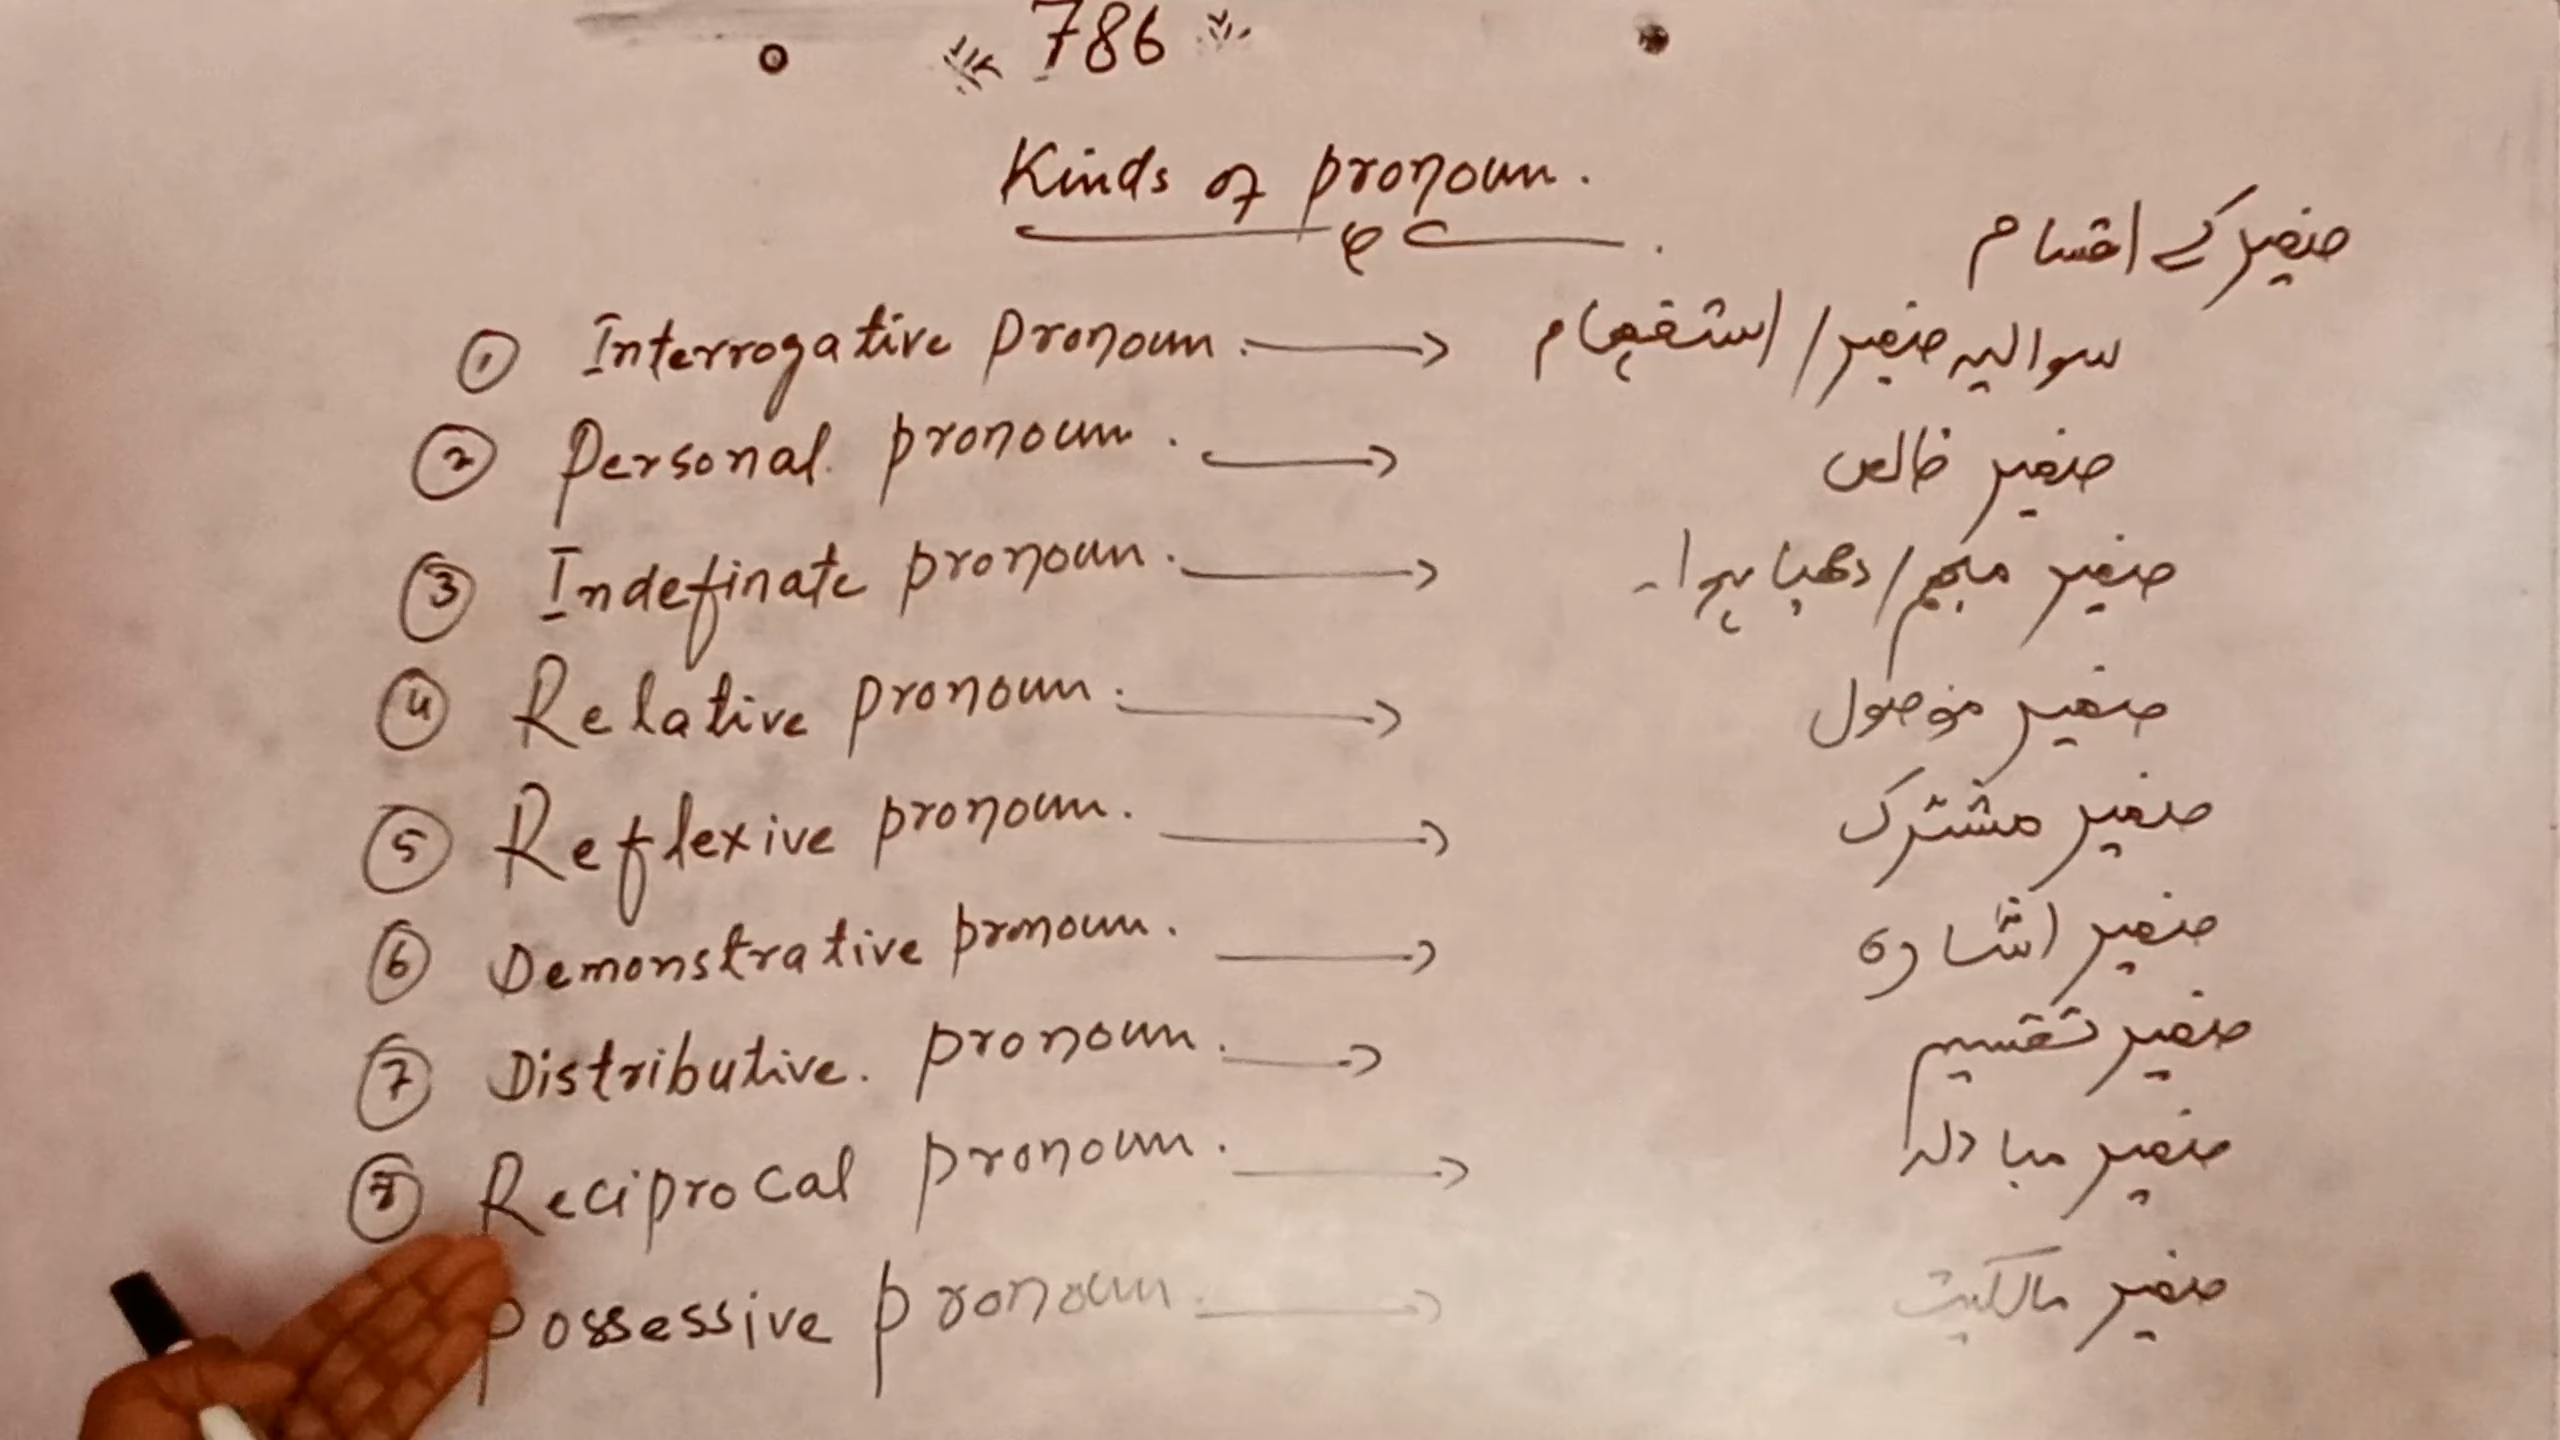 786
Kinds of pronoun.
ضمیر کے اقسام
① Interrogative pronoun. → سوالیہ ضمیر / استفہام
② Personal. pronoun. → ضمیر خالص
③ Indefinate pronoun. → ضمیر مبہم /
④ Relative pronoun. → ضمیر موصول
⑤ Reflexive pronoun. → ضمیر مشترک
⑥ Demonstrative pronoun. → ضمیر اشارہ
⑦ Distributive. pronoun. → ضمیر تقسیم
⑧ Reciprocal pronoun. → ضمیر مبادلہ
Possessive pronoun. → ضمیر مالکیت